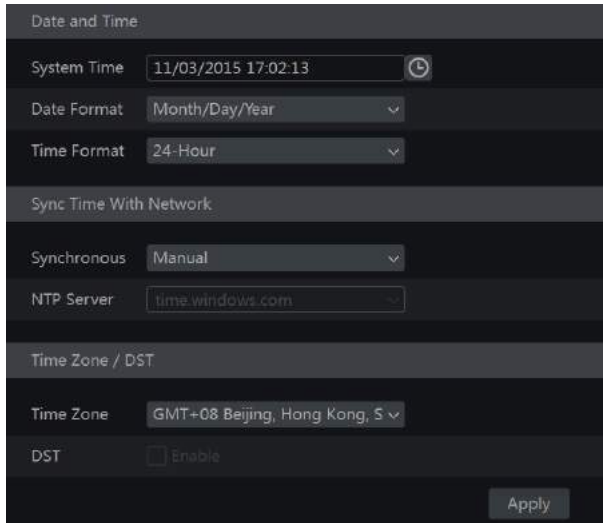 Date and Time
System Time 11/03/2015 17:02:13
Date Format Month/Day/Year
Time Format 24-Hour
Sync Time With Network
Synchronous Manual
NTP Server time.windows.com
Time Zone / DST
Time Zone GMT+08 Beijing, Hong Kong, S
DST Enable
Apply